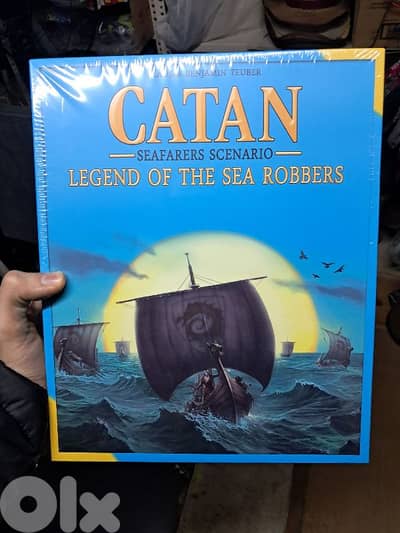 BENJAMIN TEUBER
CATAN
SEAFARERS SCENARIO
LEGEND OF THE SEA ROBBERS
OLX